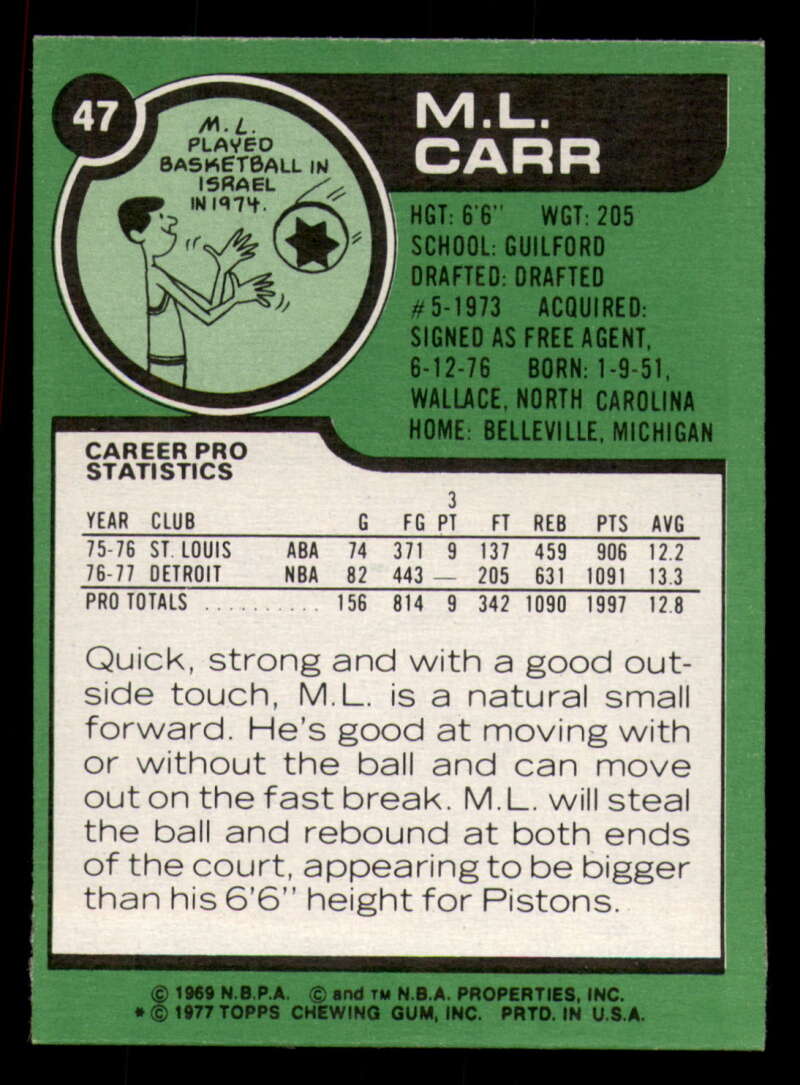 47
M.L.
PLAYED
BASKETBALL IN
ISRAEL
IN 1974.
M.L.
CARR
HGT: 6'6" WGT: 205
SCHOOL: GUILFORD
DRAFTED: DRAFTED
#5-1973 ACQUIRED:
SIGNED AS FREE AGENT,
6-12-76 BORN: 1-9-51,
WALLACE, NORTH CAROLINA
HOME: BELLEVILLE, MICHIGAN
CAREER PRO
STATISTICS
3
YEAR CLUB G FG PT FT REB PTS AVG
75-76 ST. LOUIS ABA 74 371 9 137 459 906 12.2
76-77 DETROIT NBA 82 443 — 205 631 1091 13.3
PRO TOTALS .......... 156 814 9 342 1090 1997 12.8
Quick, strong and with a good out-
side touch, M.L. is a natural small
forward. He's good at moving with
or without the ball and can move
out on the fast break. M.L. will steal
the ball and rebound at both ends
of the court, appearing to be bigger
than his 6'6" height for Pistons.
© 1969 N.B.P.A. © and TM N.B.A. PROPERTIES, INC.
* © 1977 TOPPS CHEWING GUM, INC. PRTD. IN U.S.A.